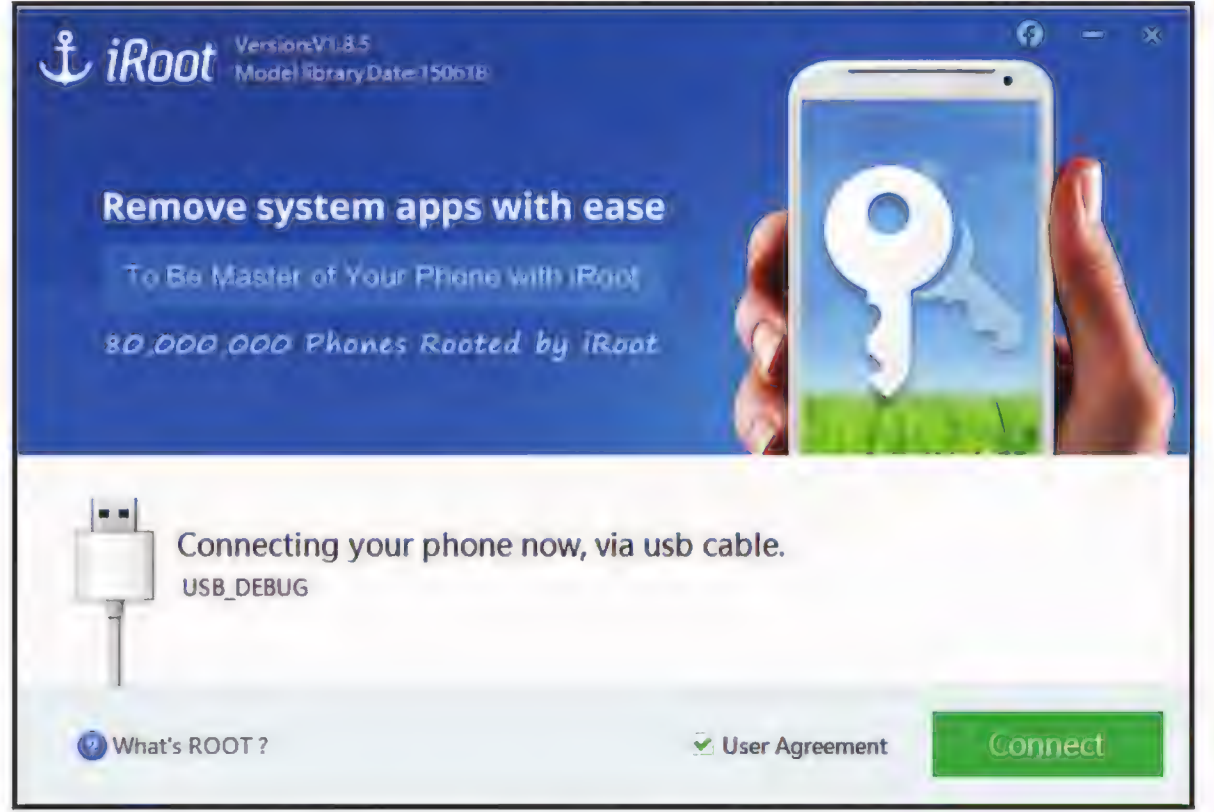 iRoot
Version:V1.8.5
Model library Date:150618
Remove system apps with ease
To Be Master of Your Phone with iRoot
80,000,000 Phones Rooted by iRoot
Connecting your phone now, via usb cable.
USB_DEBUG
What's ROOT ?
User Agreement
Connect